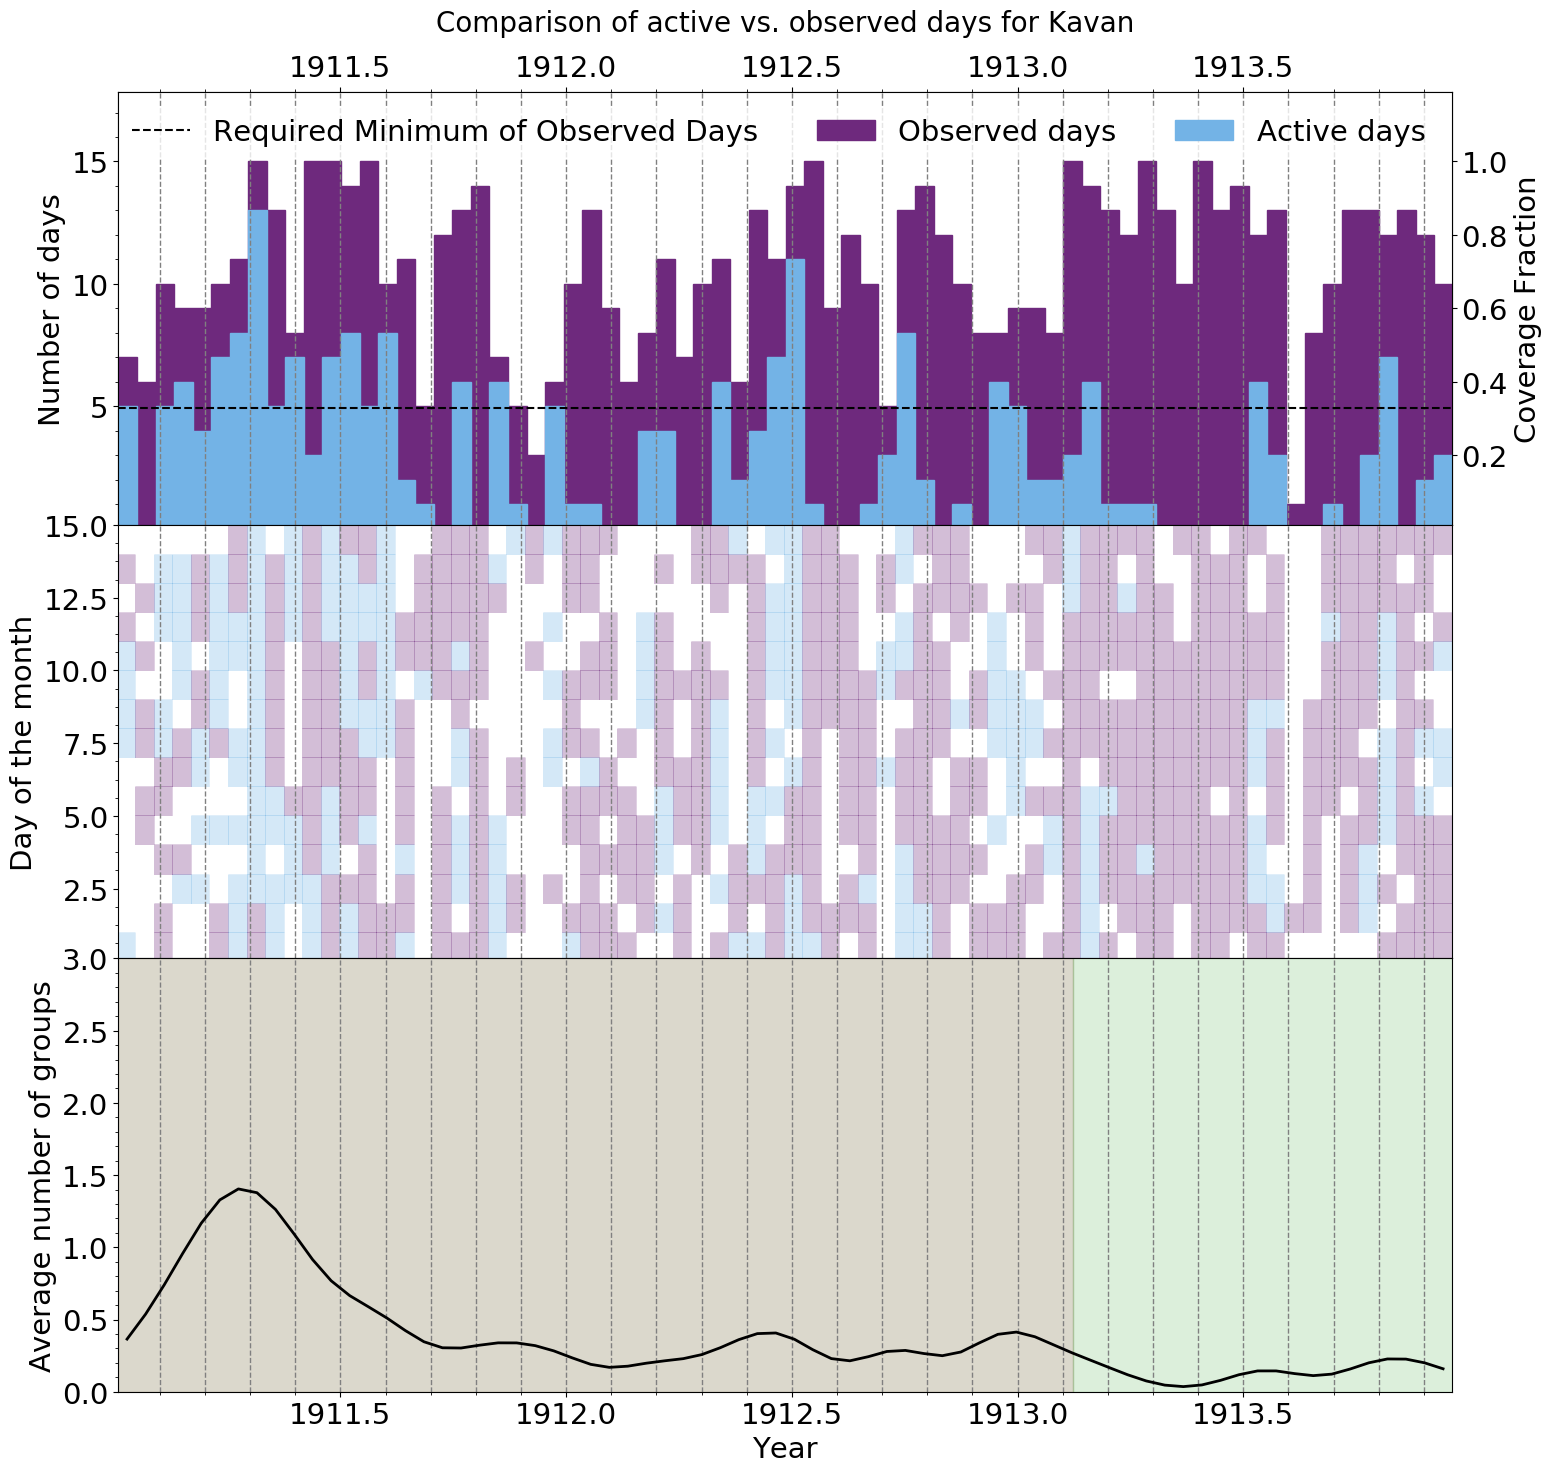 Comparison of active vs. observed days for Kavan
1911.5 1912.0 1912.5 1913.0 1913.5
Required Minimum of Observed Days Observed days Active days
Number of days
15
10
5
Coverage Fraction
1.0
0.8
0.6
0.4
0.2
Day of the month
15.0
12.5
10.0
7.5
5.0
2.5
Average number of groups
3.0
2.5
2.0
1.5
1.0
0.5
0.0
1911.5 1912.0 1912.5 1913.0 1913.5
Year